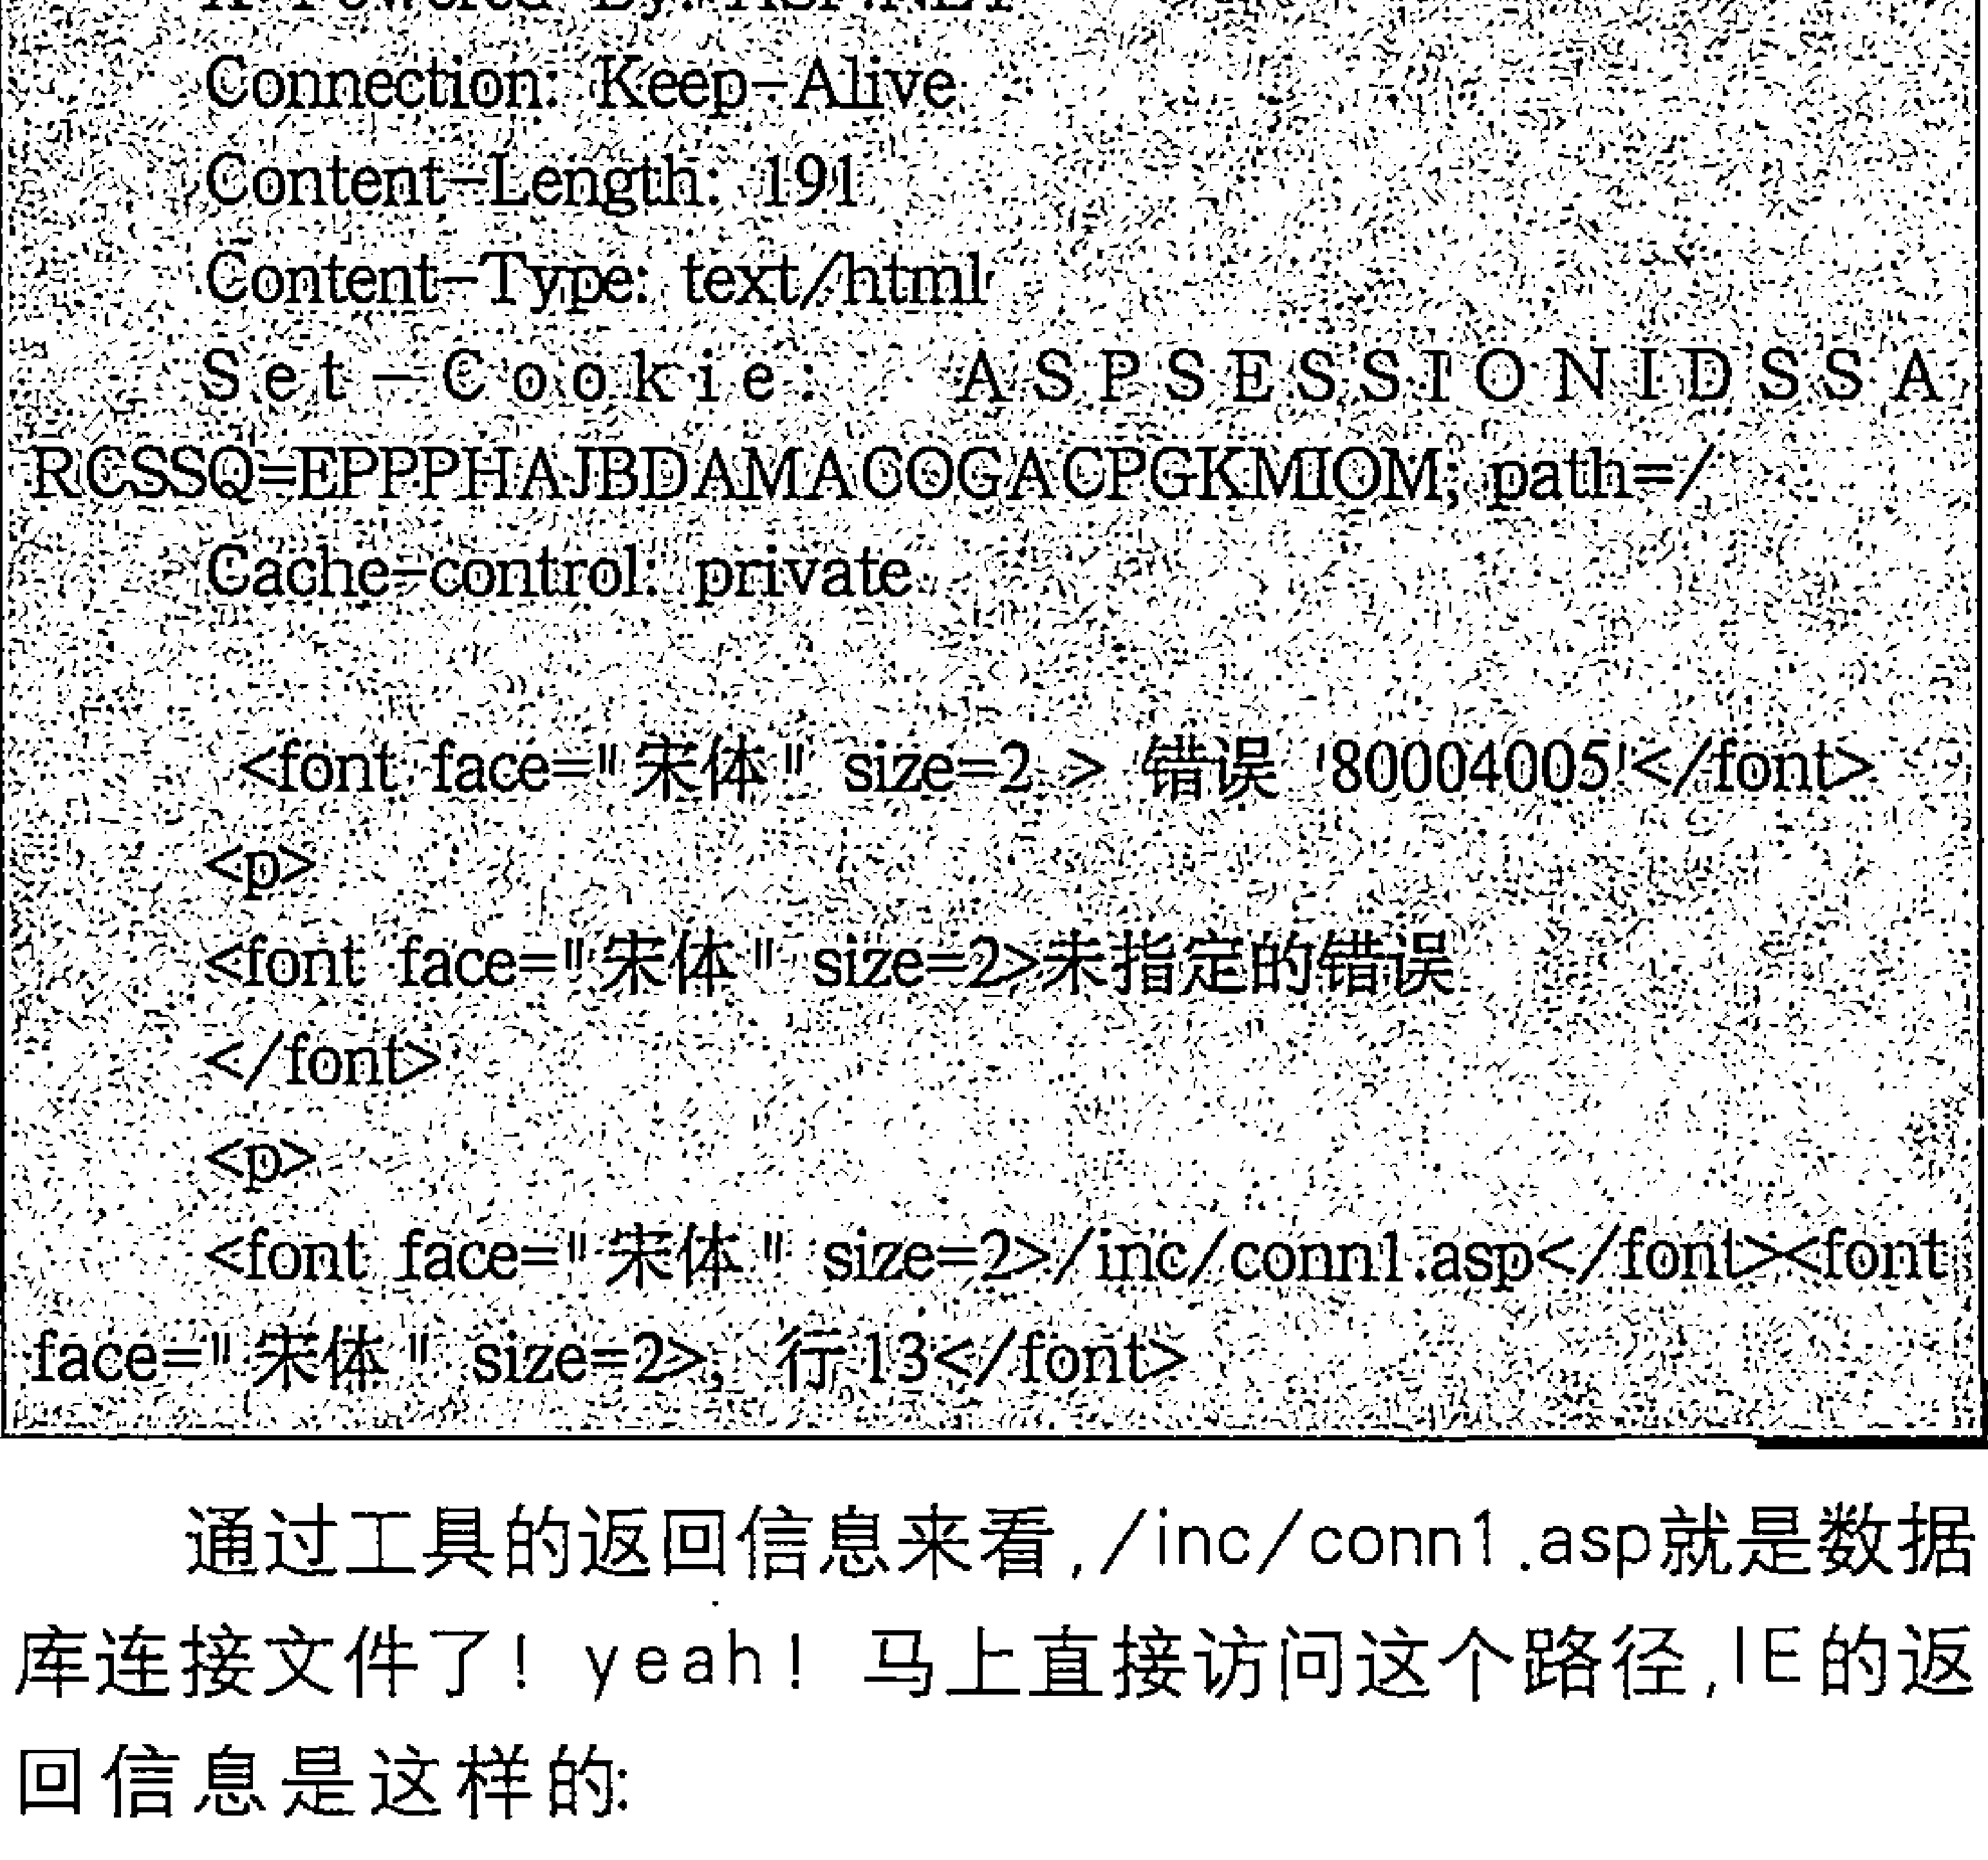 X-Powered-By: ASP.NET
Connection: Keep-Alive
Content-Length: 191
Content-Type: text/html
Set-Cookie: ASPSESSIONIDSSA
RCSSQ=EPPPHAJBDAMACOGACPGKMIOM; path=/
Cache-control: private
<font face="宋体" size=2 > 错误 '80004005'</font>
<p>
<font face="宋体" size=2>未指定的错误
</font>
<p>
<font face="宋体" size=2>/inc/conn1.asp</font><font
face="宋体" size=2>, 行13</font>
通过工具的返回信息来看,/inc/conn1.asp就是数据
库连接文件了! yeah! 马上直接访问这个路径,IE的返
回信息是这样的: